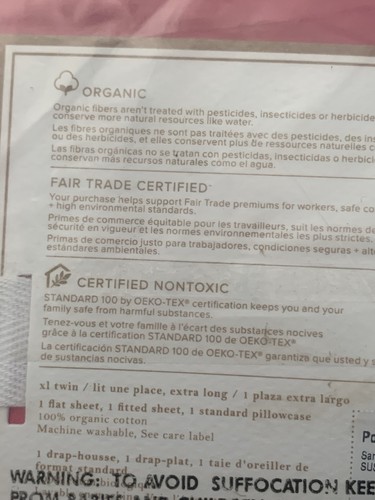 ORGANIC
Organic fibers aren't treated with pesticides, insecticides or herbicide
conserve more natural resources like water.
Les fibres organiques ne sont pas traitées avec des pesticides, des ins
ou des herbicides, et elles conservent plus de ressources naturelles c
Las fibras orgánicas no se tratan con pesticidas, insecticidas o herbici
conservan más recursos naturales como el agua.
FAIR TRADE CERTIFIED
Your purchase helps support Fair Trade premiums for workers, safe co
+ high environmental standards.
Primes de commerce équitable pour les travailleurs, suit les normes de
sécurité en vigueur et les normes environnementales les plus strictes.
Primas de comercio justo para trabajadores, condiciones seguras + alt
estándares ambientales.
CERTIFIED NONTOXIC
STANDARD 100 by OEKO-TEX® certification keeps you and your
family safe from harmful substances.
Tenez-vous et votre famille à l'écart des substances nocives
grâce à la certification STANDARD 100 de OEKO-TEX®
La certificación STANDARD 100 de OEKO-TEX® garantiza que usted y s
de sustancias nocivas.
x1 twin / lit une place, extra long / 1 plaza extra largo
1 flat sheet, 1 fitted sheet, 1 standard pillowcase
100% organic cotton
Machine washable, See care label
1 drap-housse, 1 drap-plat, 1 taie d'oreiller de
format standard
Po
San
SUS
WARNING: TO AVOID SUFFOCATION KEE